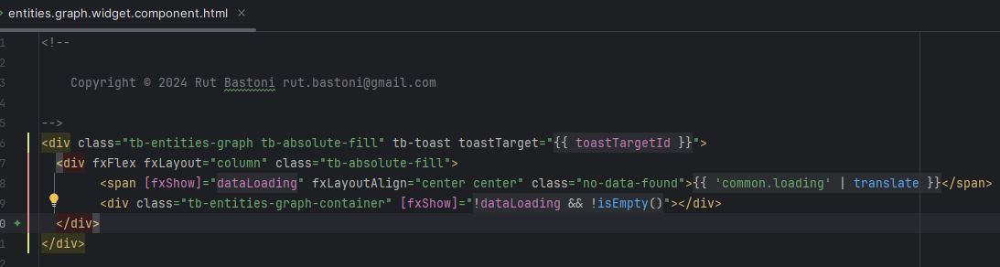 entities.graph.widget.component.html ×
1 <!--
2
3 Copyright © 2024 Rut Bastoni rut.bastoni@gmail.com
4
5 -->
6 <div class="tb-entities-graph tb-absolute-fill" tb-toast toastTarget="{{ toastTargetId }}">
7 <div fxFlex fxLayout="column" class="tb-absolute-fill">
8 <span [fxShow]="dataLoading" fxLayoutAlign="center center" class="no-data-found">{{ 'common.loading' | translate }}</span>
9 <div class="tb-entities-graph-container" [fxShow]="!dataLoading && !isEmpty()"></div>
0 </div>
1 </div>
2